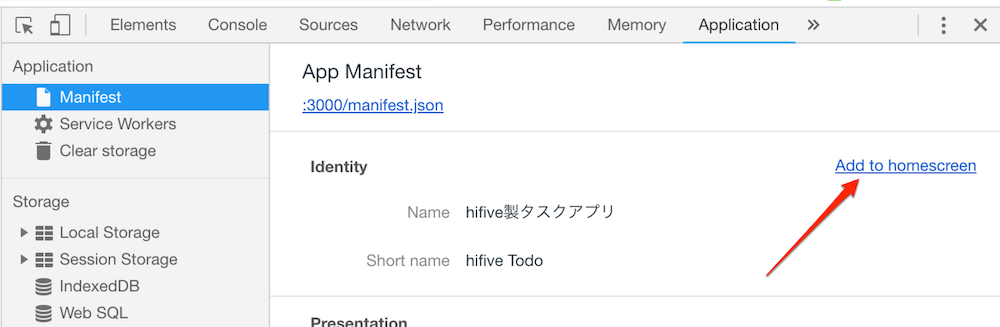 Elements Console Sources Network Performance Memory Application »
Application
Manifest
Service Workers
Clear storage
Storage
Local Storage
Session Storage
IndexedDB
Web SQL
App Manifest
:3000/manifest.json
Identity Add to homescreen
Name hifive製タスクアプリ
Short name hifive Todo
Presentation